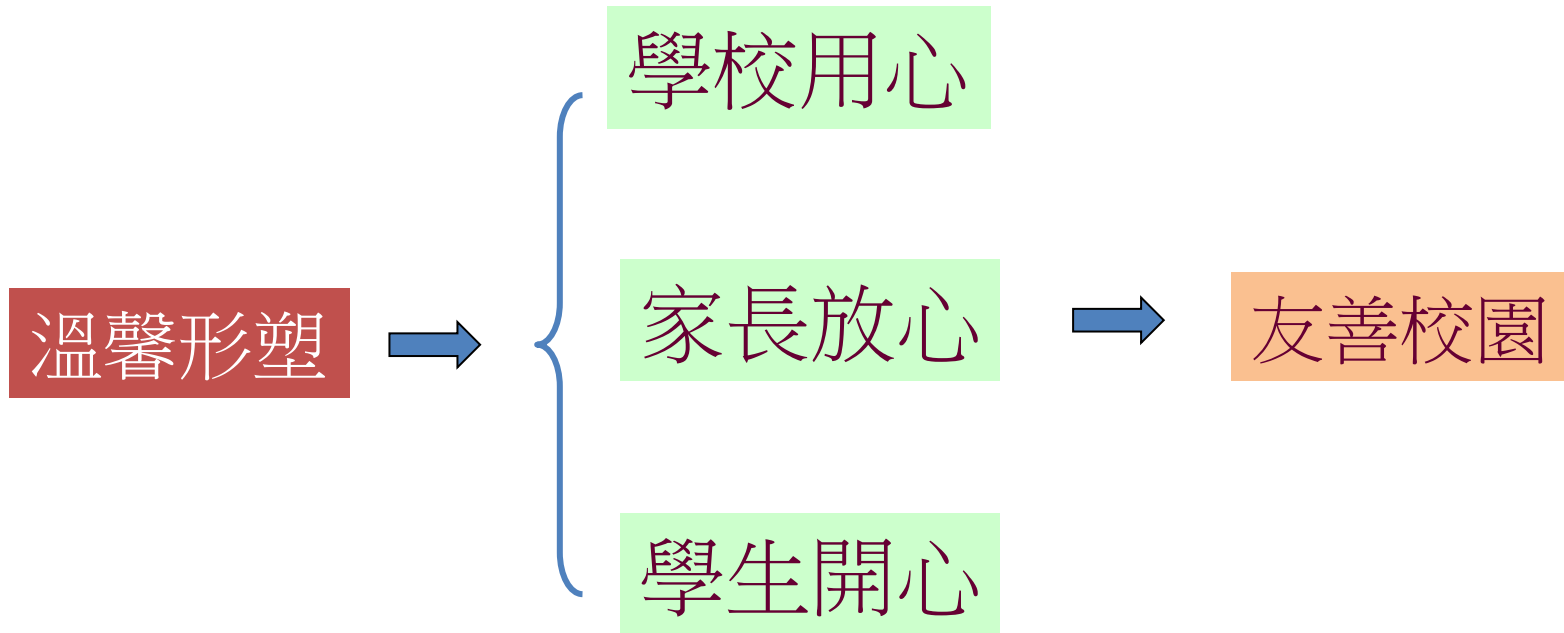 溫馨形塑
學校用心
家長放心
學生開心
友善校園